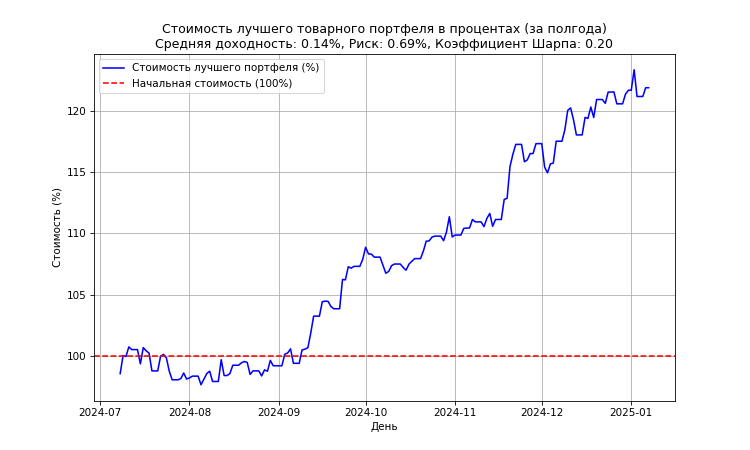 Стоимость лучшего товарного портфеля в процентах (за полгода)
Средняя доходность: 0.14%, Риск: 0.69%, Коэффициент Шарпа: 0.20
Стоимость лучшего портфеля (%)
Начальная стоимость (100%)
Стоимость (%)
120
115
110
105
100
2024-07 2024-08 2024-09 2024-10 2024-11 2024-12 2025-01
День